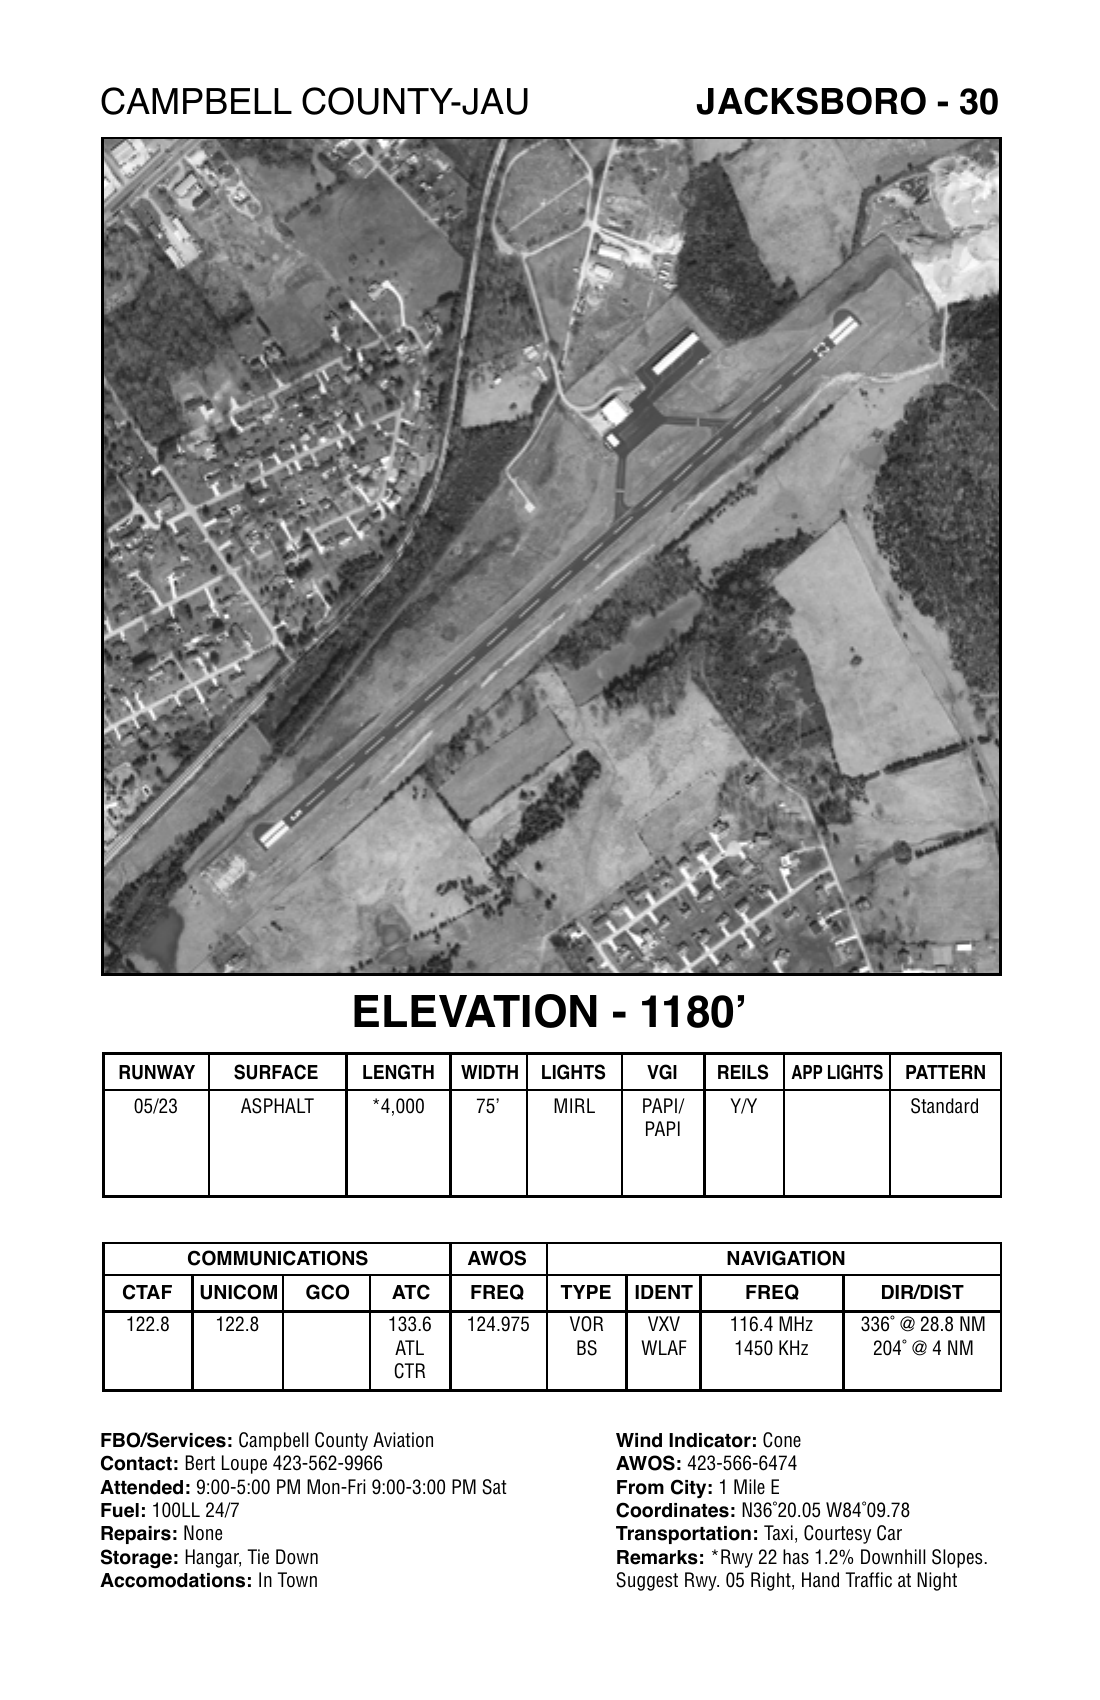 CAMPBELL COUNTY-JAU
JACKSBORO - 30
ELEVATION - 1180’
RUNWAY SURFACE LENGTH WIDTH LIGHTS VGI REILS APP LIGHTS PATTERN
05/23 ASPHALT *4,000 75’ MIRL PAPI/ Y/Y Standard
PAPI
COMMUNICATIONS AWOS NAVIGATION
CTAF UNICOM GCO ATC FREQ TYPE IDENT FREQ DIR/DIST
122.8 122.8 133.6 124.975 VOR VXV 116.4 MHz 336˚ @ 28.8 NM
ATL BS WLAF 1450 KHz 204˚ @ 4 NM
CTR
FBO/Services: Campbell County Aviation
Contact: Bert Loupe 423-562-9966
Attended: 9:00-5:00 PM Mon-Fri 9:00-3:00 PM Sat
Fuel: 100LL 24/7
Repairs: None
Storage: Hangar, Tie Down
Accomodations: In Town
Wind Indicator: Cone
AWOS: 423-566-6474
From City: 1 Mile E
Coordinates: N36˚20.05 W84˚09.78
Transportation: Taxi, Courtesy Car
Remarks: *Rwy 22 has 1.2% Downhill Slopes.
Suggest Rwy. 05 Right, Hand Traffic at Night